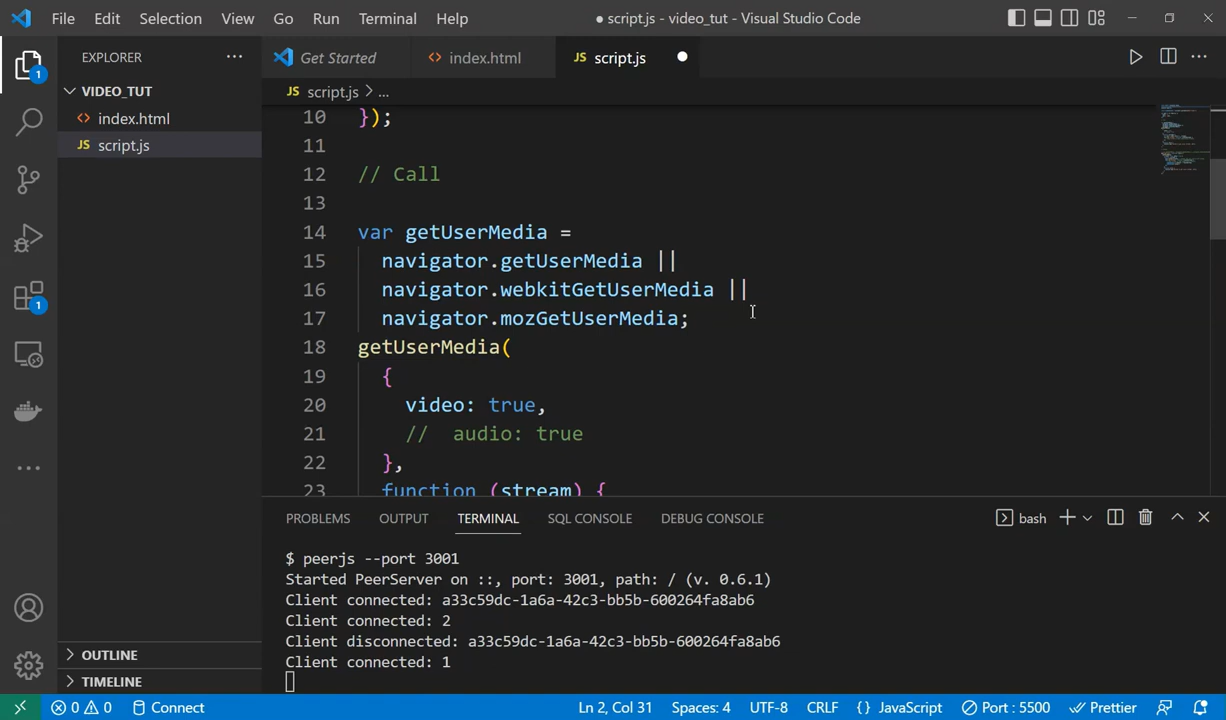 File Edit Selection View Go Run Terminal Help
● script.js - video_tut - Visual Studio Code
EXPLORER
Get Started
<> index.html
JS script.js
1
VIDEO_TUT
JS script.js > ...
<> index.html
JS script.js
10 });
11
12 // Call
13
14 var getUserMedia =
15 navigator.getUserMedia ||
16 navigator.webkitGetUserMedia ||
17 navigator.mozGetUserMedia;
18 getUserMedia(
19 {
20 video: true,
21 // audio: true
22 },
23 function (stream) {
1
PROBLEMS OUTPUT TERMINAL SQL CONSOLE DEBUG CONSOLE
bash
$ peerjs --port 3001
Started PeerServer on ::, port: 3001, path: / (v. 0.6.1)
Client connected: a33c59dc-1a6a-42c3-bb5b-600264fa8ab6
Client connected: 2
Client disconnected: a33c59dc-1a6a-42c3-bb5b-600264fa8ab6
Client connected: 1
OUTLINE
TIMELINE
0 0 Connect
Ln 2, Col 31 Spaces: 4 UTF-8 CRLF {} JavaScript Port : 5500 Prettier